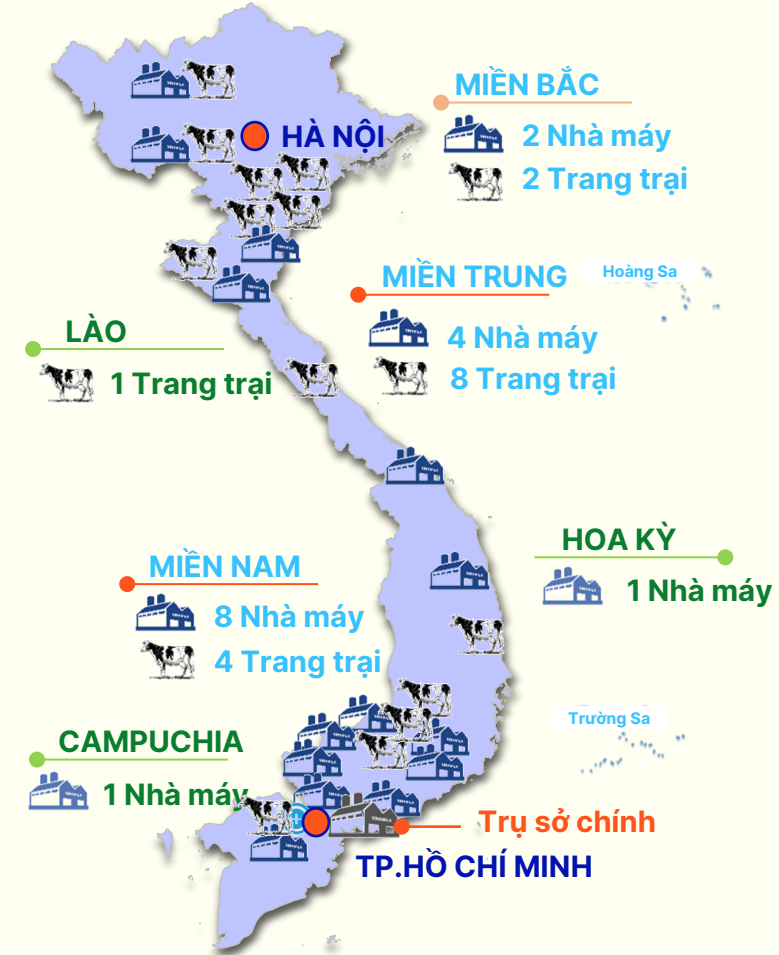 MIỀN BẮC
2 Nhà máy
2 Trang trại
HÀ NỘI
MIỀN TRUNG
4 Nhà máy
8 Trang trại
Hoàng Sa
LÀO
1 Trang trại
HOA KỲ
1 Nhà máy
MIỀN NAM
8 Nhà máy
4 Trang trại
Trường Sa
CAMPUCHIA
1 Nhà máy
Trụ sở chính
TP.HỒ CHÍ MINH